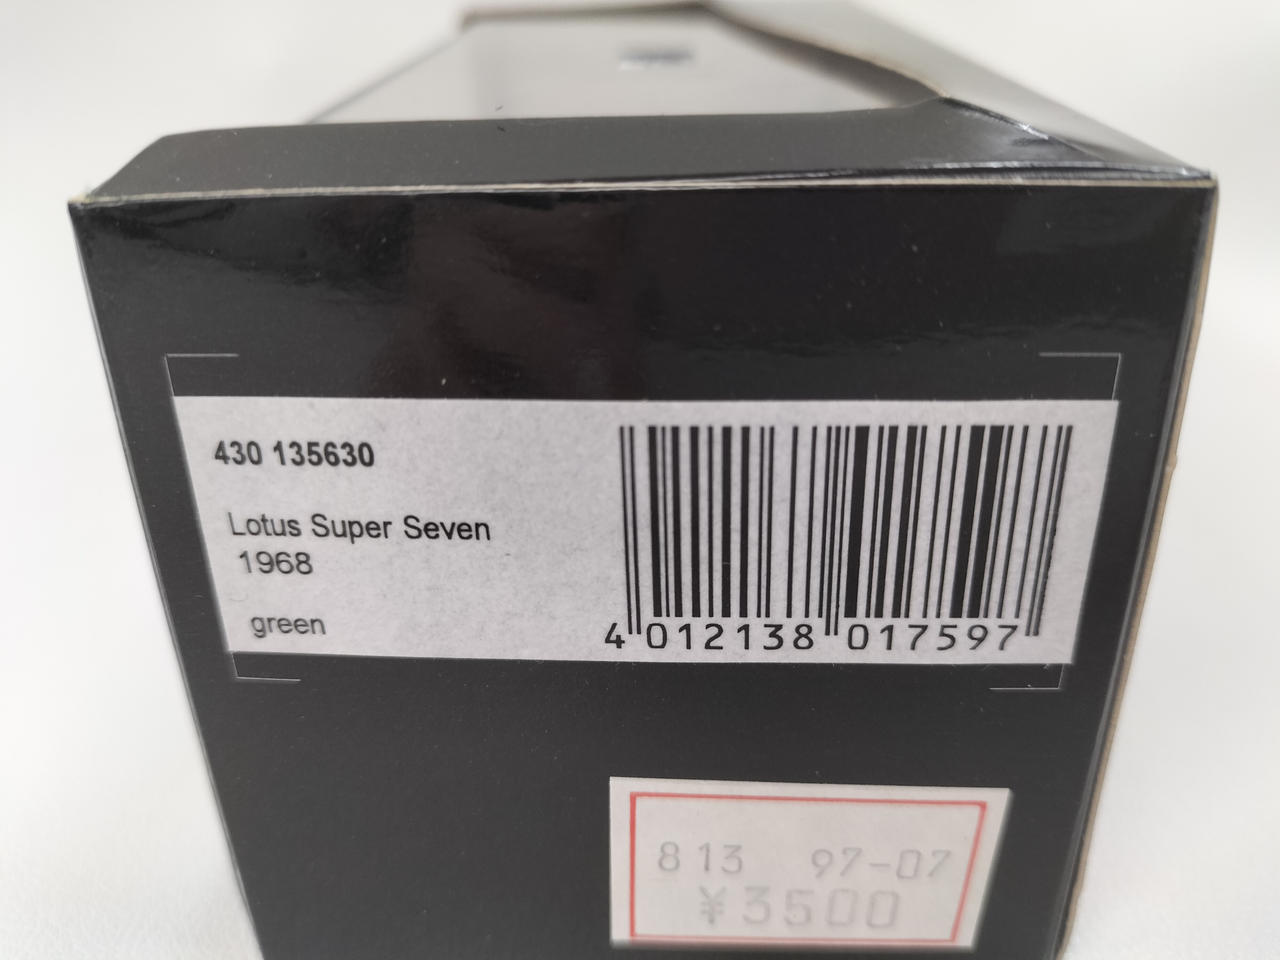 430 135630
Lotus Super Seven
1968
green
4 012138 017597
813 97-07
¥3500